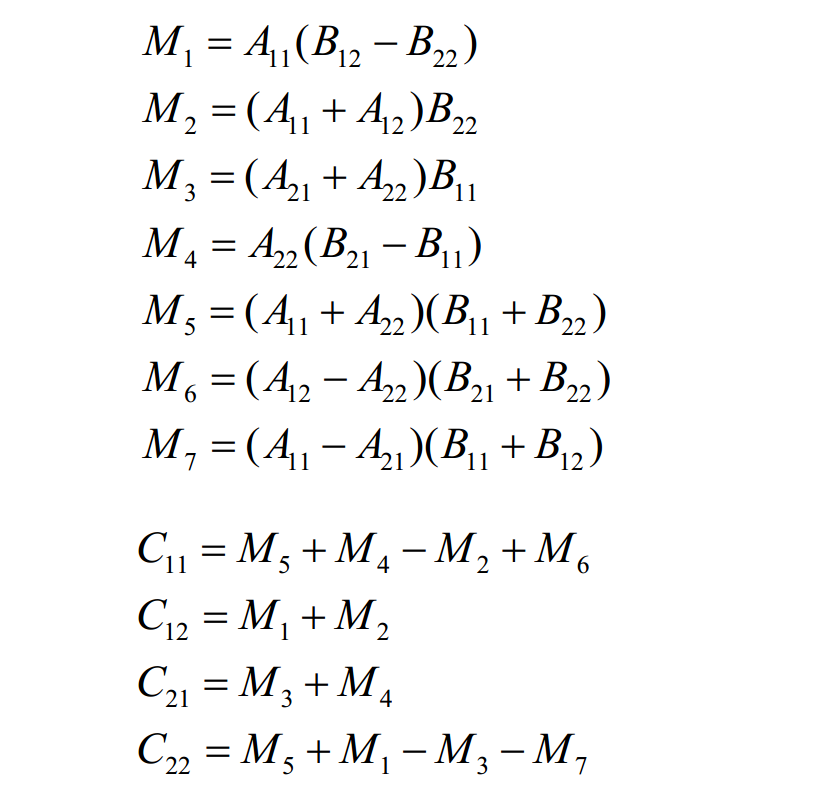 M₁ = A₁₁(B₁₂ − B₂₂)
M₂ = (A₁₁ + A₁₂)B₂₂
M₃ = (A₂₁ + A₂₂)B₁₁
M₄ = A₂₂(B₂₁ − B₁₁)
M₅ = (A₁₁ + A₂₂)(B₁₁ + B₂₂)
M₆ = (A₁₂ − A₂₂)(B₂₁ + B₂₂)
M₇ = (A₁₁ − A₂₁)(B₁₁ + B₁₂)
C₁₁ = M₅ + M₄ − M₂ + M₆
C₁₂ = M₁ + M₂
C₂₁ = M₃ + M₄
C₂₂ = M₅ + M₁ − M₃ − M₇